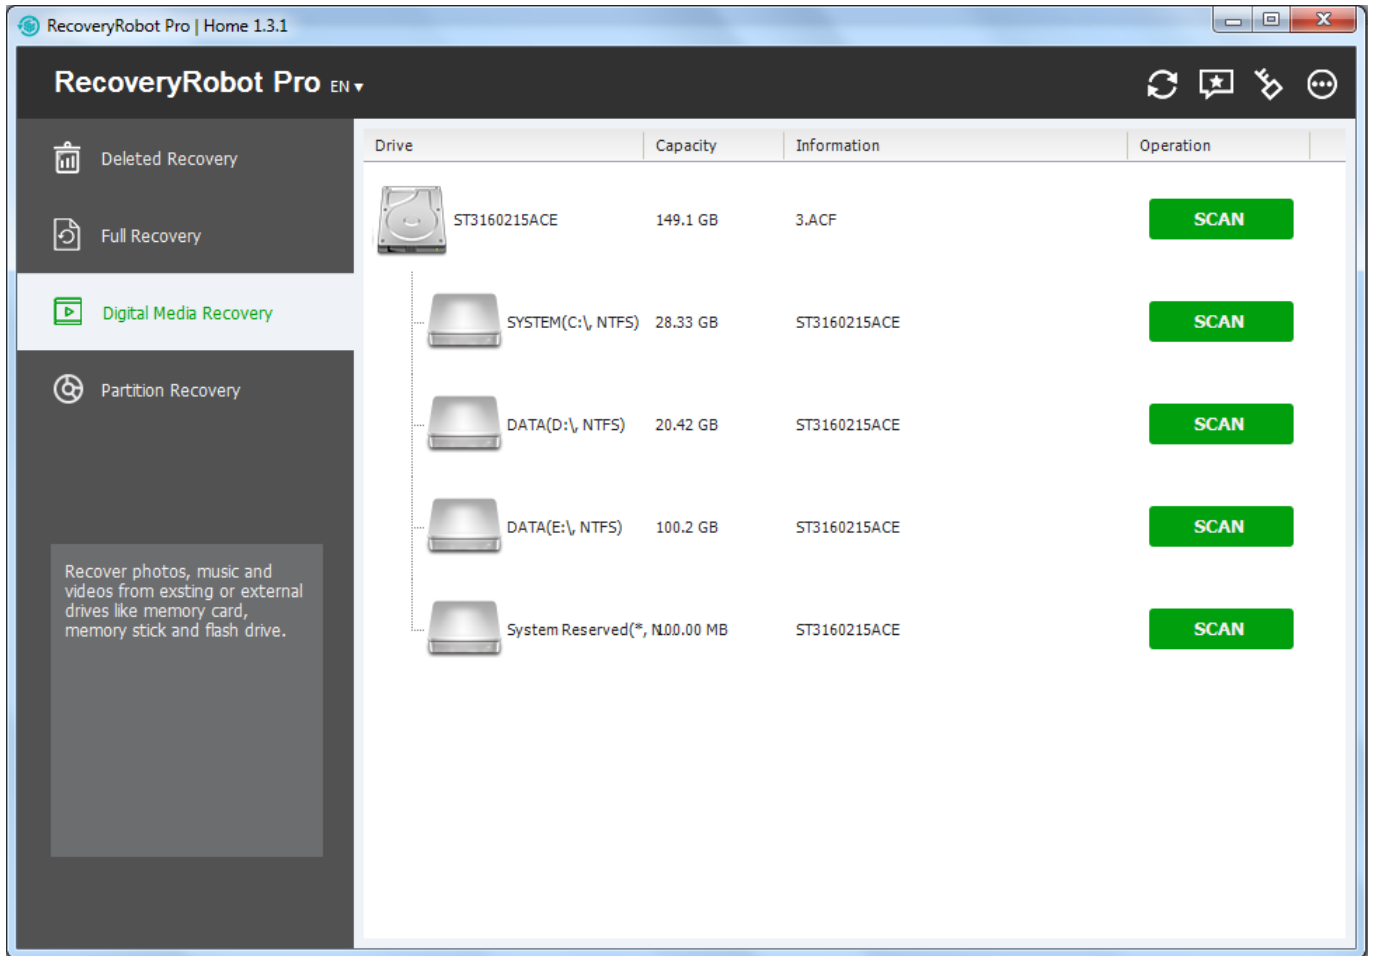 RecoveryRobot Pro | Home 1.3.1
RecoveryRobot Pro EN
Deleted Recovery
Full Recovery
Digital Media Recovery
Partition Recovery
Recover photos, music and
videos from exsting or external
drives like memory card,
memory stick and flash drive.
Drive Capacity Information Operation
ST3160215ACE 149.1 GB 3.ACF SCAN
SYSTEM(C:\, NTFS) 28.33 GB ST3160215ACE SCAN
DATA(D:\, NTFS) 20.42 GB ST3160215ACE SCAN
DATA(E:\, NTFS) 100.2 GB ST3160215ACE SCAN
System Reserved(*, N 100.00 MB ST3160215ACE SCAN